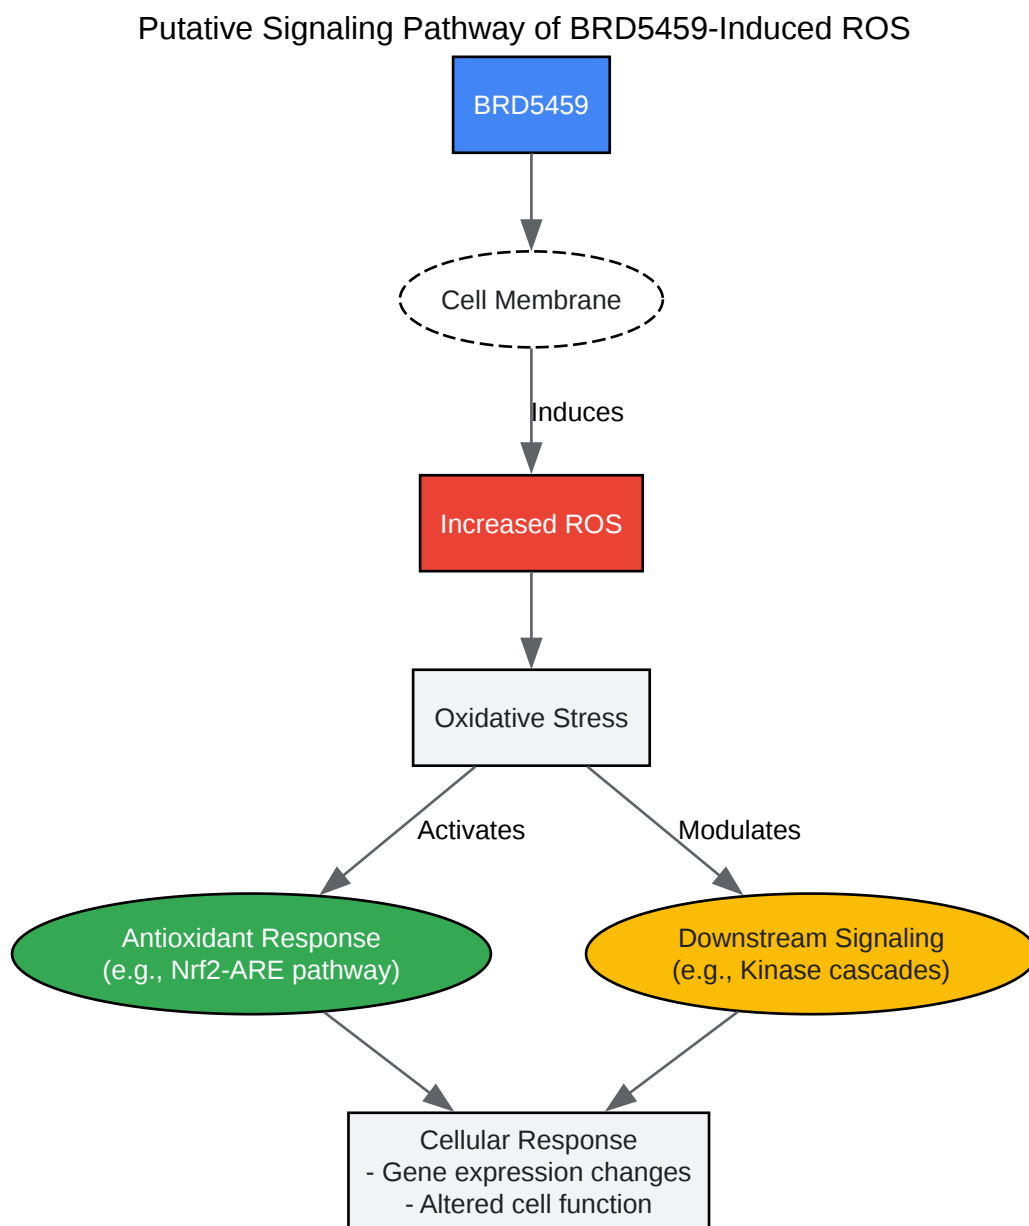 Putative Signaling Pathway of BRD5459-Induced ROS
BRD5459
Cell Membrane
Induces
Increased ROS
Oxidative Stress
Activates
Modulates
Antioxidant Response
(e.g., Nrf2-ARE pathway)
Downstream Signaling
(e.g., Kinase cascades)
Cellular Response
- Gene expression changes
- Altered cell function